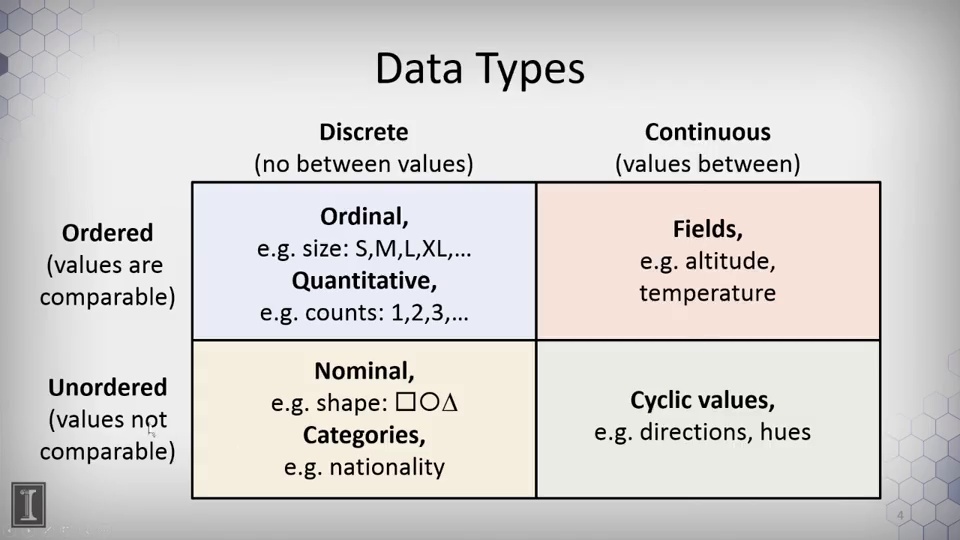 Data Types
Discrete
(no between values)
Continuous
(values between)
Ordered
(values are
comparable)
Ordinal,
e.g. size: S,M,L,XL,…
Quantitative,
e.g. counts: 1,2,3,…
Fields,
e.g. altitude,
temperature
Unordered
(values not
comparable)
Nominal,
e.g. shape: □○Δ
Categories,
e.g. nationality
Cyclic values,
e.g. directions, hues
I
4